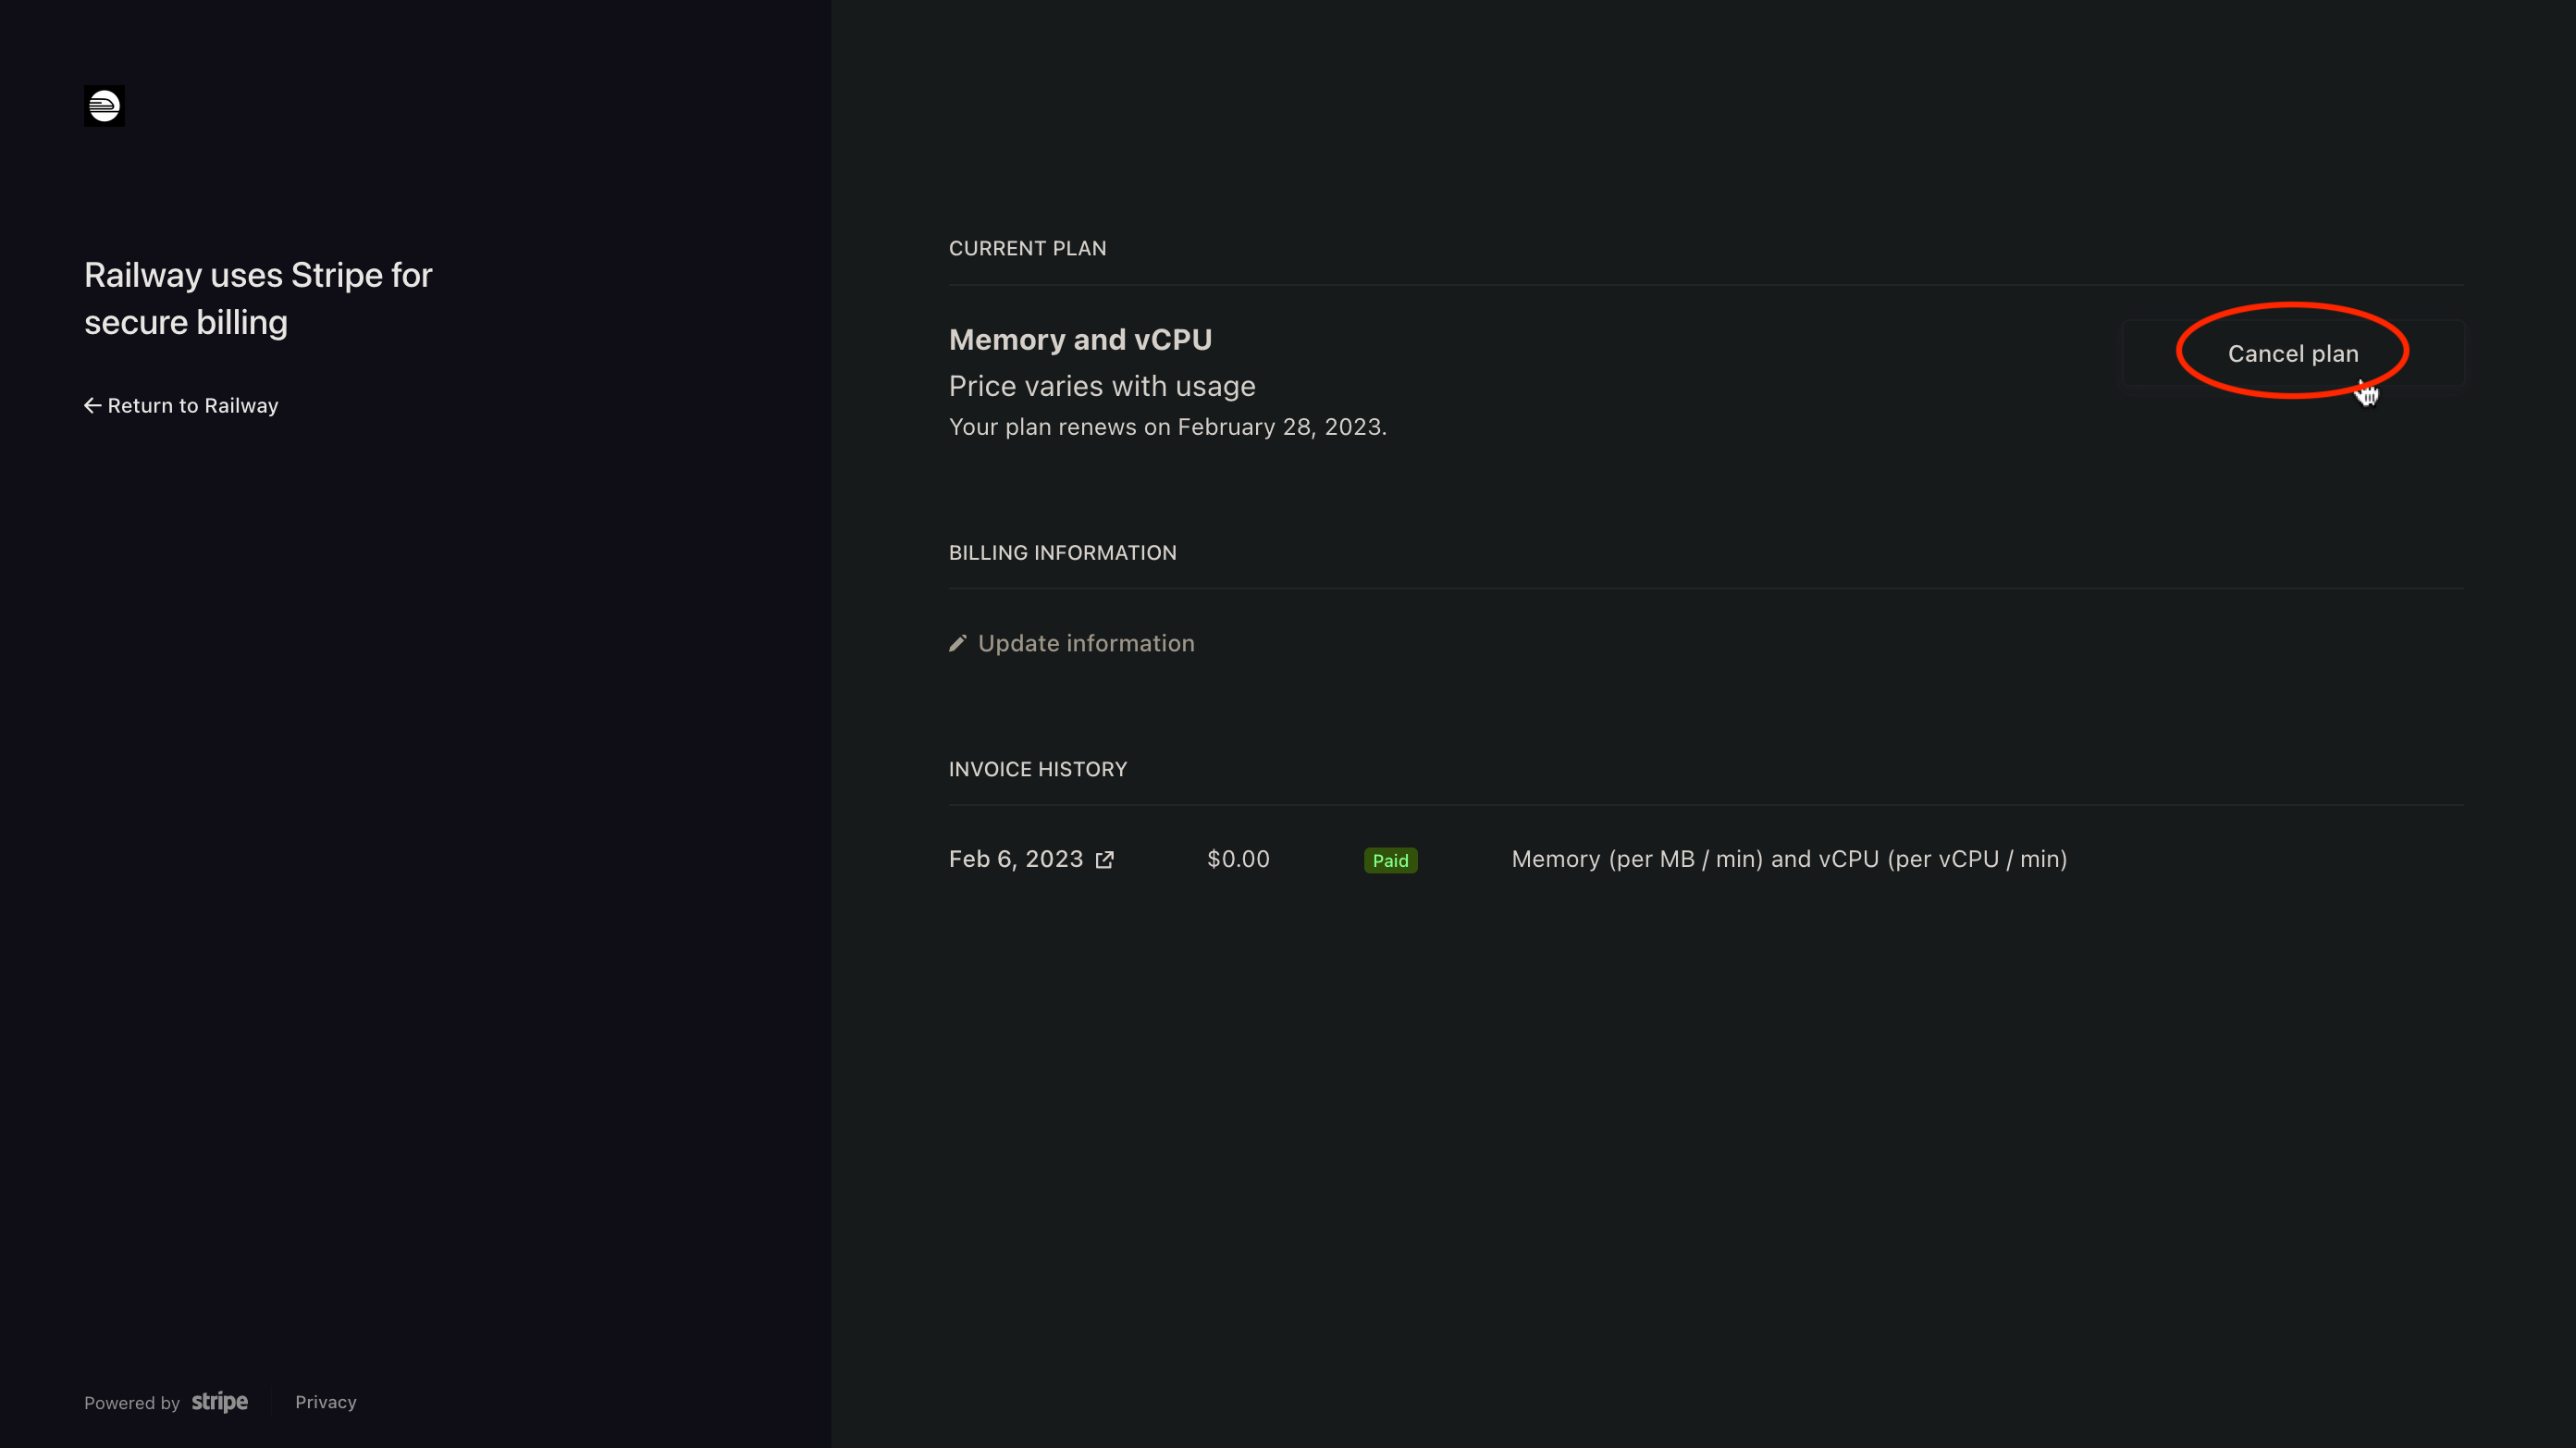 Railway uses Stripe for
secure billing
Return to Railway
Powered by stripe
Privacy
CURRENT PLAN
Memory and vCPU
Price varies with usage
Your plan renews on February 28, 2023.
Cancel plan
BILLING INFORMATION
Update information
INVOICE HISTORY
Feb 6, 2023 $0.00 Paid Memory (per MB / min) and vCPU (per vCPU / min)